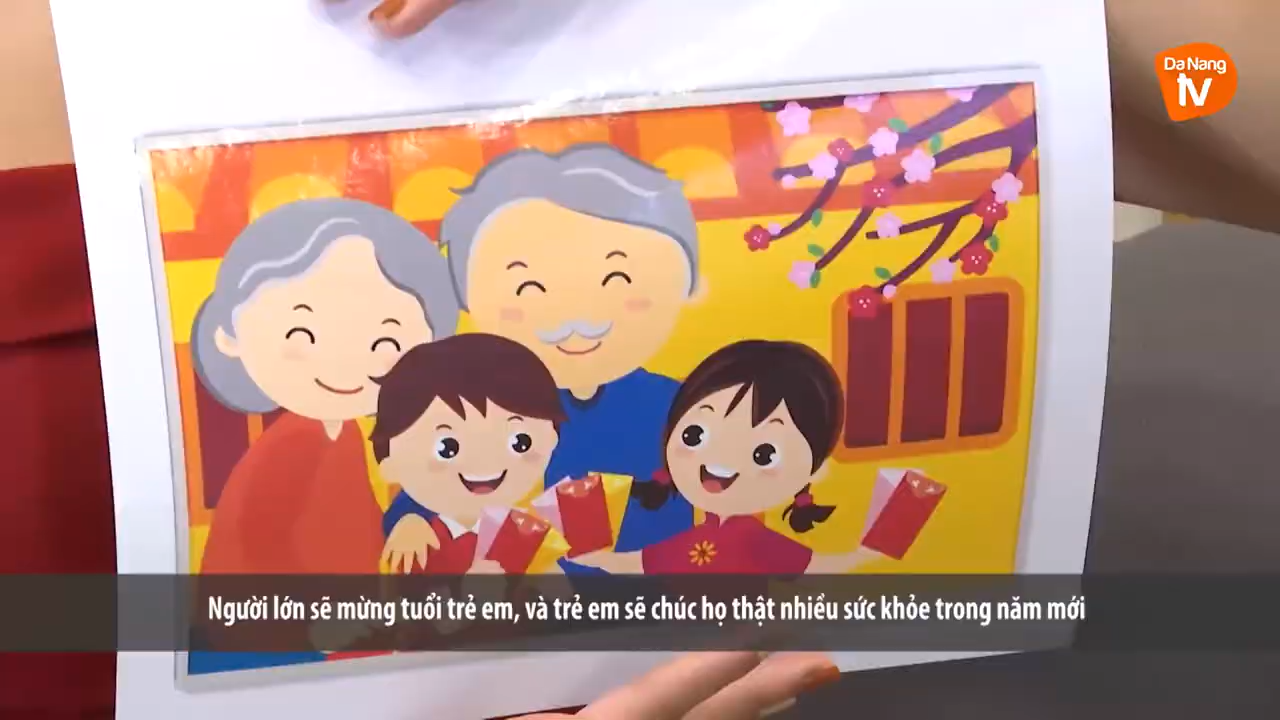 Da Nang
tv
Người lớn sẽ mừng tuổi trẻ em, và trẻ em sẽ chúc họ thật nhiều sức khỏe trong năm mới